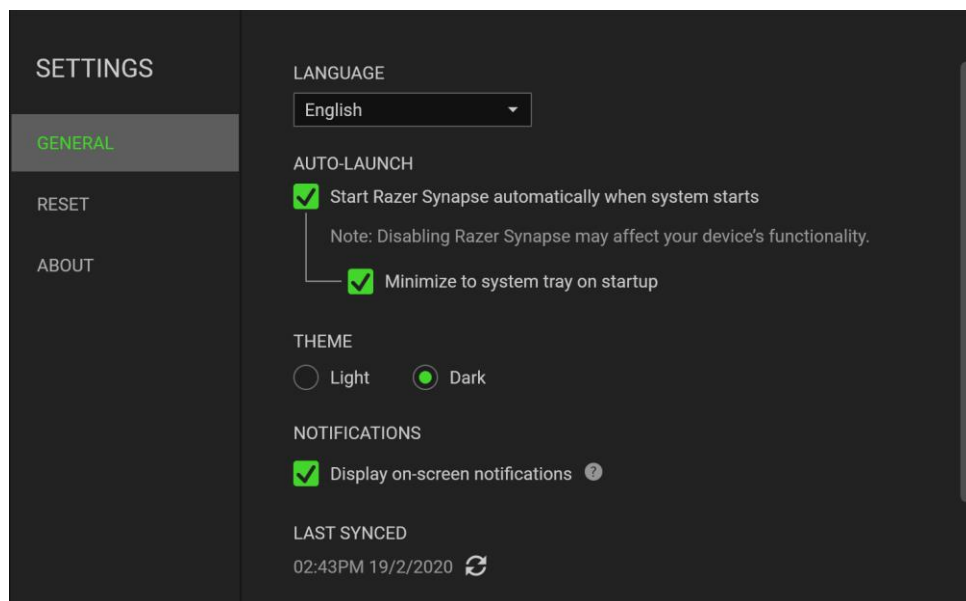 SETTINGS
GENERAL
RESET
ABOUT
LANGUAGE
English
AUTO-LAUNCH
Start Razer Synapse automatically when system starts
Note: Disabling Razer Synapse may affect your device’s functionality.
Minimize to system tray on startup
THEME
Light Dark
NOTIFICATIONS
Display on-screen notifications ?
LAST SYNCED
02:43PM 19/2/2020